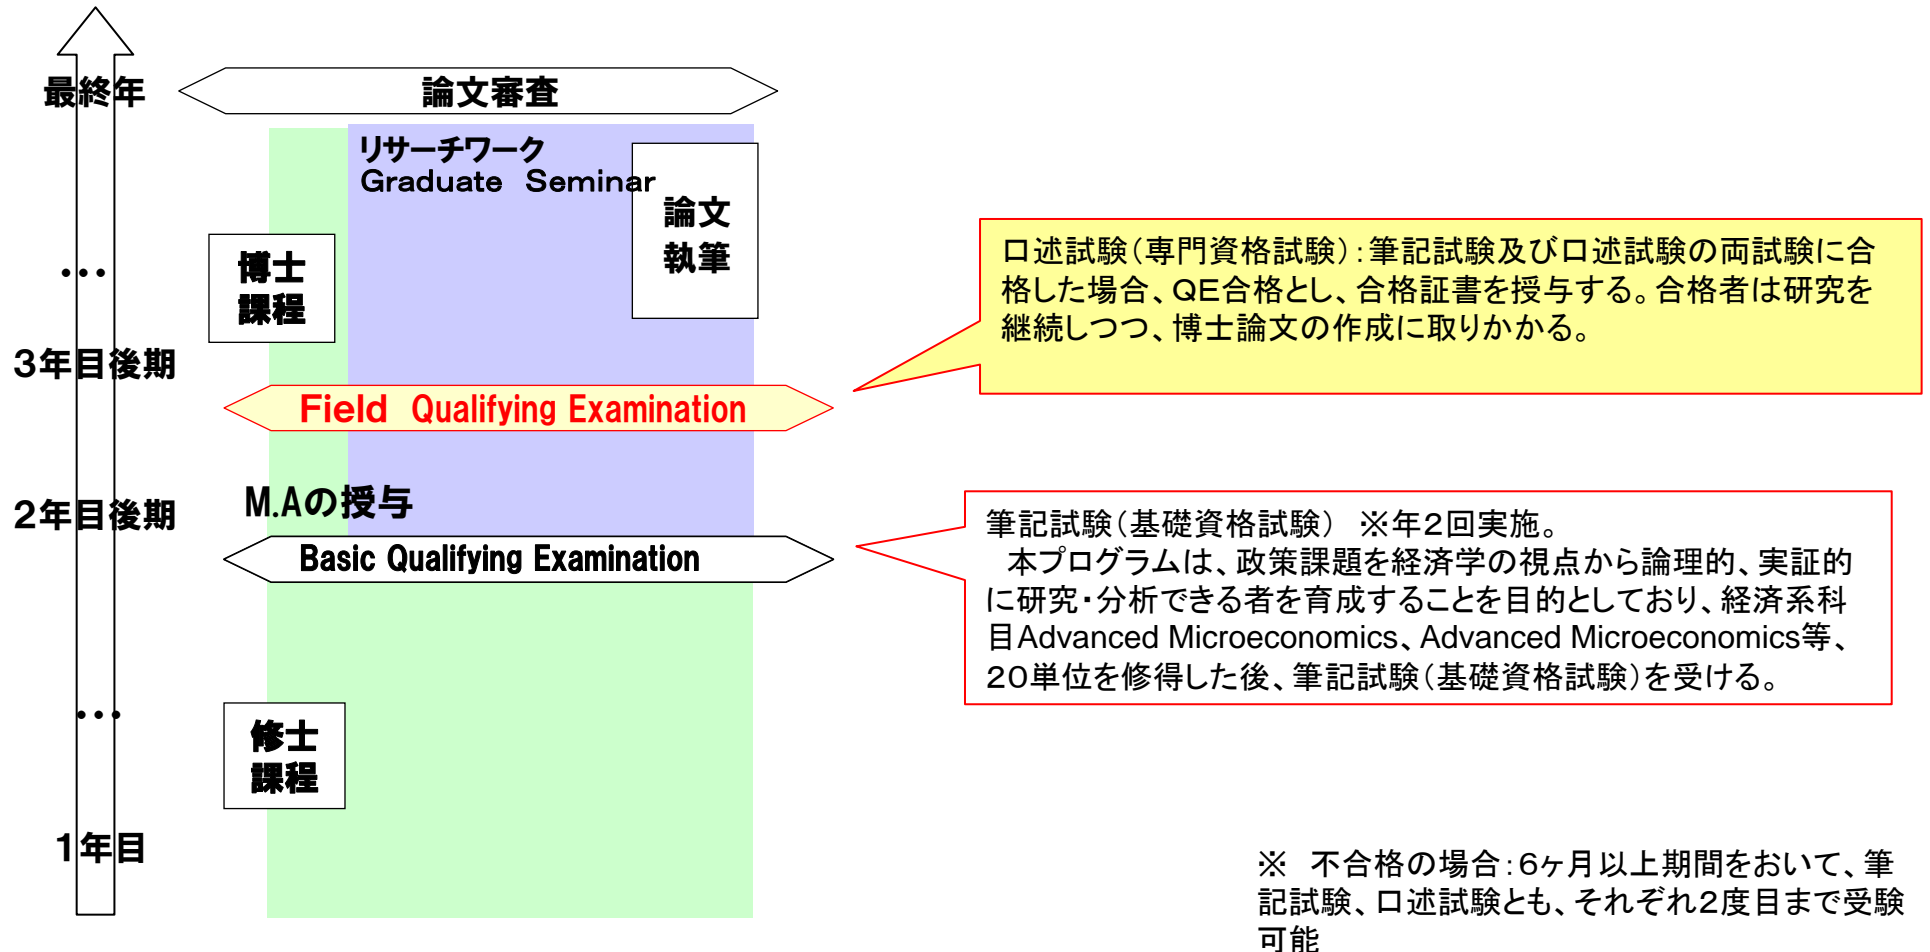 最終年
論文審査
リサーチワーク
Graduate Seminar
論文
執筆
博士
課程
…
口述試験(専門資格試験):筆記試験及び口述試験の両試験に合
格した場合、QE合格とし、合格証書を授与する。合格者は研究を
継続しつつ、博士論文の作成に取りかかる。
3年目後期
Field Qualifying Examination
M.Aの授与
2年目後期
Basic Qualifying Examination
筆記試験(基礎資格試験) ※年2回実施。
本プログラムは、政策課題を経済学の視点から論理的、実証的
に研究・分析できる者を育成することを目的としており、経済系科
目Advanced Microeconomics、Advanced Microeconomics等、
20単位を修得した後、筆記試験(基礎資格試験)を受ける。
…
修士
課程
1年目
※ 不合格の場合:6ヶ月以上期間をおいて、筆
記試験、口述試験とも、それぞれ2度目まで受験
可能